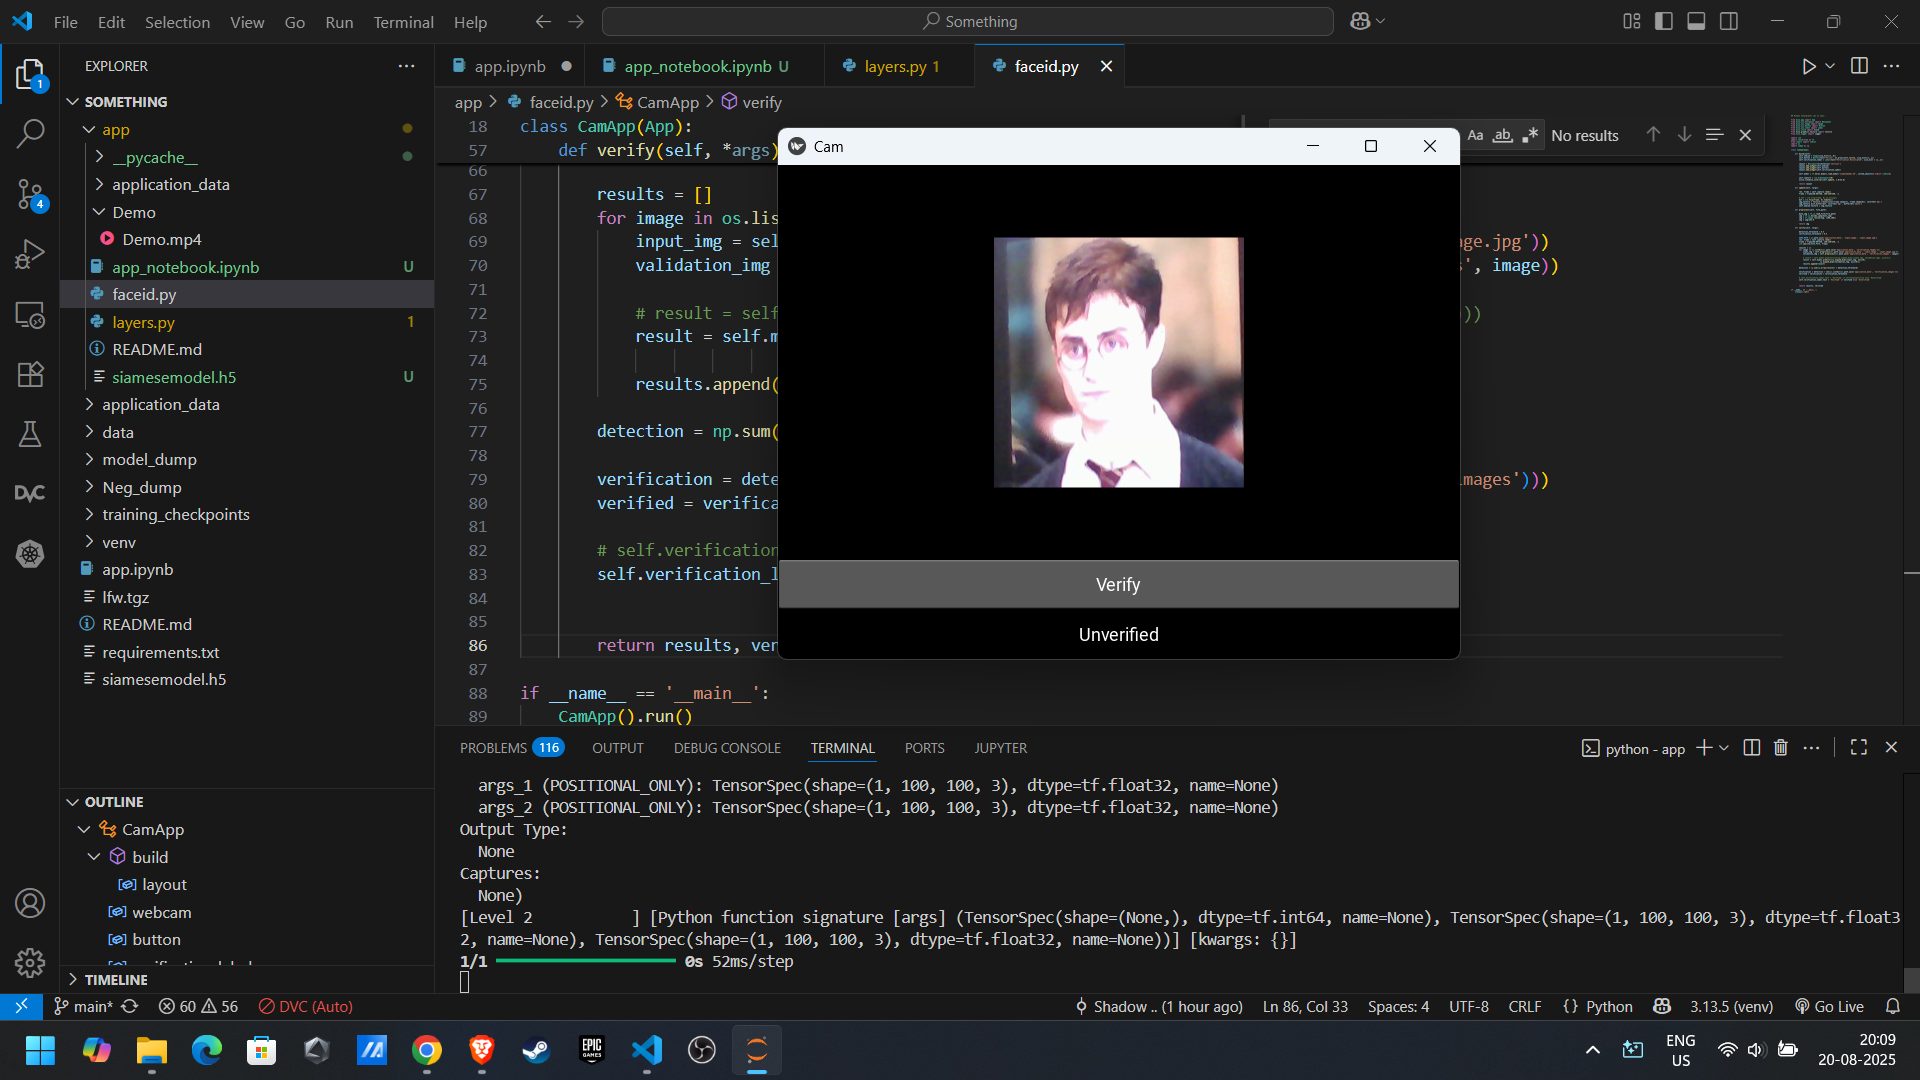 File Edit Selection View Go Run Terminal Help
Something
EXPLORER
SOMETHING
app
__pycache__
application_data
Demo
Demo.mp4
app_notebook.ipynb U
faceid.py
layers.py 1
README.md
siamesemodel.h5 U
application_data
data
model_dump
Neg_dump
training_checkpoints
venv
app.ipynb
lfw.tgz
README.md
requirements.txt
siamesemodel.h5
OUTLINE
CamApp
build
layout
webcam
button
TIMELINE
1
4
DVC
app.ipynb
app_notebook.ipynb U
layers.py 1
faceid.py
app > faceid.py > CamApp > verify
Aa ab No results
18 class CamApp(App):
57 def verify(self, *args)
66
67 results = []
68 for image in os.lis
69 input_img = sel ge.jpg'))
70 validation_img s', image))
71
72 # result = self ))
73 result = self.m
74
75 results.append(
76
77 detection = np.sum(
78
79 verification = dete images')))
80 verified = verifica
81
82 # self.verification
83 self.verification_l
84
85
86 return results, ver
87
88 if __name__ == '__main__':
89 CamApp().run()
Cam
Verify
Unverified
PROBLEMS 116 OUTPUT DEBUG CONSOLE TERMINAL PORTS JUPYTER
python - app
args_1 (POSITIONAL_ONLY): TensorSpec(shape=(1, 100, 100, 3), dtype=tf.float32, name=None)
args_2 (POSITIONAL_ONLY): TensorSpec(shape=(1, 100, 100, 3), dtype=tf.float32, name=None)
Output Type:
None
Captures:
None)
[Level 2 ] [Python function signature [args] (TensorSpec(shape=(None,), dtype=tf.int64, name=None), TensorSpec(shape=(1, 100, 100, 3), dtype=tf.float3
2, name=None), TensorSpec(shape=(1, 100, 100, 3), dtype=tf.float32, name=None))] [kwargs: {}]
1/1 0s 52ms/step
main* 60 56 DVC (Auto)
Shadow .. (1 hour ago) Ln 86, Col 33 Spaces: 4 UTF-8 CRLF {} Python 3.13.5 (venv) Go Live
EPIC GAMES
ENG
US
20:09
20-08-2025